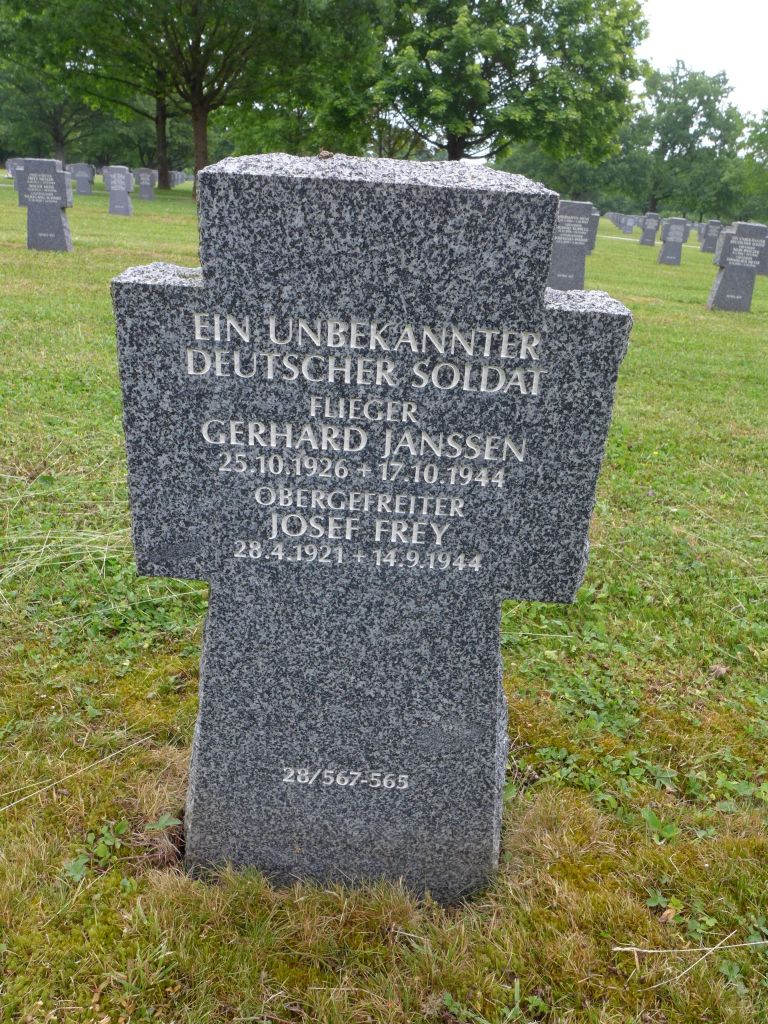 EIN UNBEKANNTER
DEUTSCHER SOLDAT
FLIEGER
GERHARD JANSSEN
25.10.1926 + 17.10.1944
OBERGEFREITER
JOSEF FREY
28.4.1921 + 14.9.1944
28/567-565